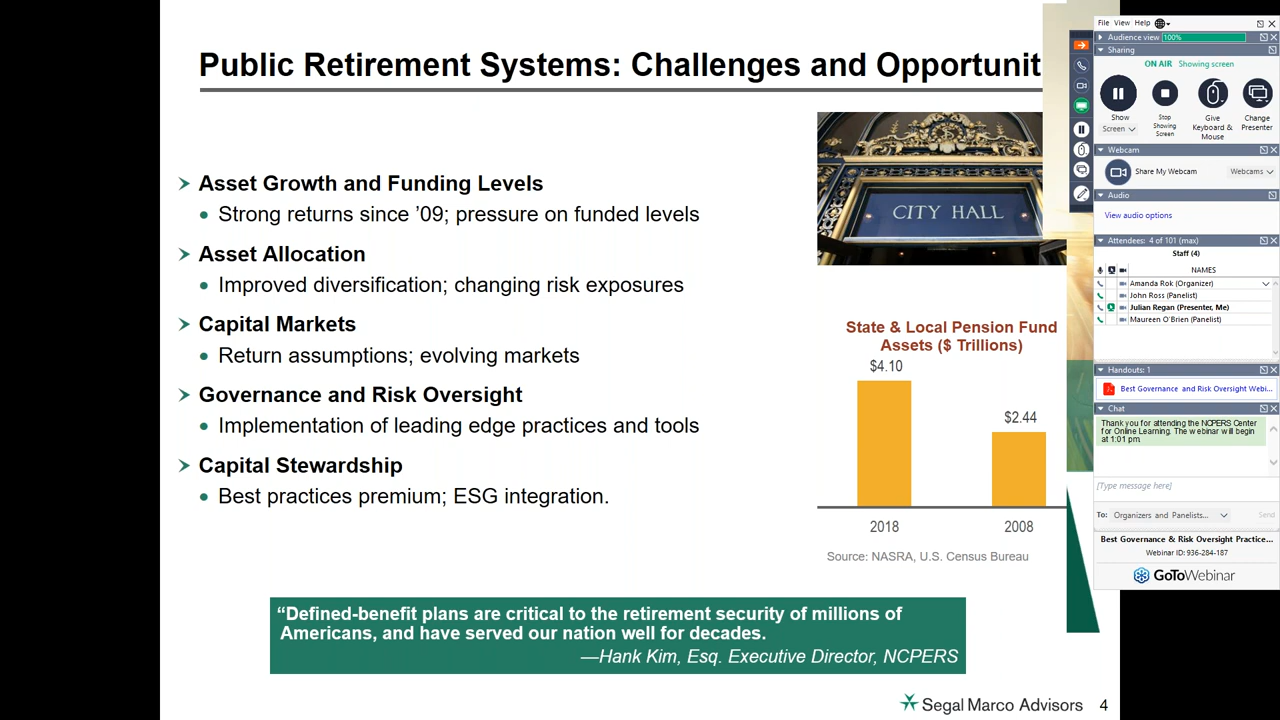 Public Retirement Systems: Challenges and Opportunit
Asset Growth and Funding Levels
Strong returns since ’09; pressure on funded levels
Asset Allocation
Improved diversification; changing risk exposures
Capital Markets
Return assumptions; evolving markets
Governance and Risk Oversight
Implementation of leading edge practices and tools
Capital Stewardship
Best practices premium; ESG integration.
CITY HALL
State & Local Pension Fund
Assets ($ Trillions)
$4.10
$2.44
2018
2008
Source: NASRA, U.S. Census Bureau
“Defined-benefit plans are critical to the retirement security of millions of
Americans, and have served our nation well for decades.
—Hank Kim, Esq. Executive Director, NCPERS
Segal Marco Advisors
4
File View Help
Audience view 100%
Sharing
ON AIR Showing screen
Show
Screen
Stop
Showing
Screen
Give
Keyboard &
Mouse
Change
Presenter
Webcam
Share My Webcam
Webcams
Audio
View audio options
Attendees: 4 of 101 (max)
Staff (4)
NAMES
Amanda Rok (Organizer)
John Ross (Panelist)
Julian Regan (Presenter, Me)
Maureen O'Brien (Panelist)
Handouts: 1
Best Governance and Risk Oversight Webi...
Chat
Thank you for attending the NCPERS Center
for Online Learning. The webinar will begin
at 1:01 pm.
[Type message here]
To: Organizers and Panelists...
Send
Best Governance & Risk Oversight Practice...
Webinar ID: 936-284-187
GoToWebinar